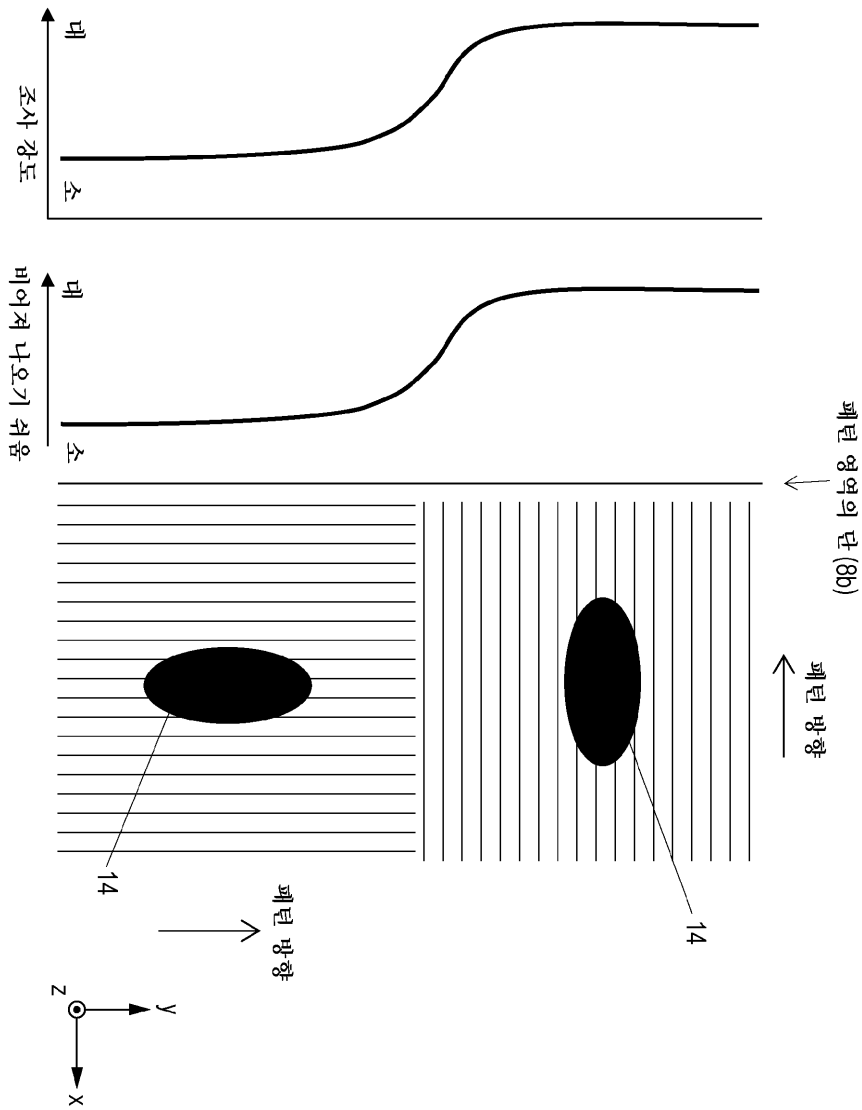 대
조사 강도
소
대
비어져 나오기 쉬움
소
패턴 영역의 단(8b)
패턴 방향
14
14
패턴 방향
z
y
x